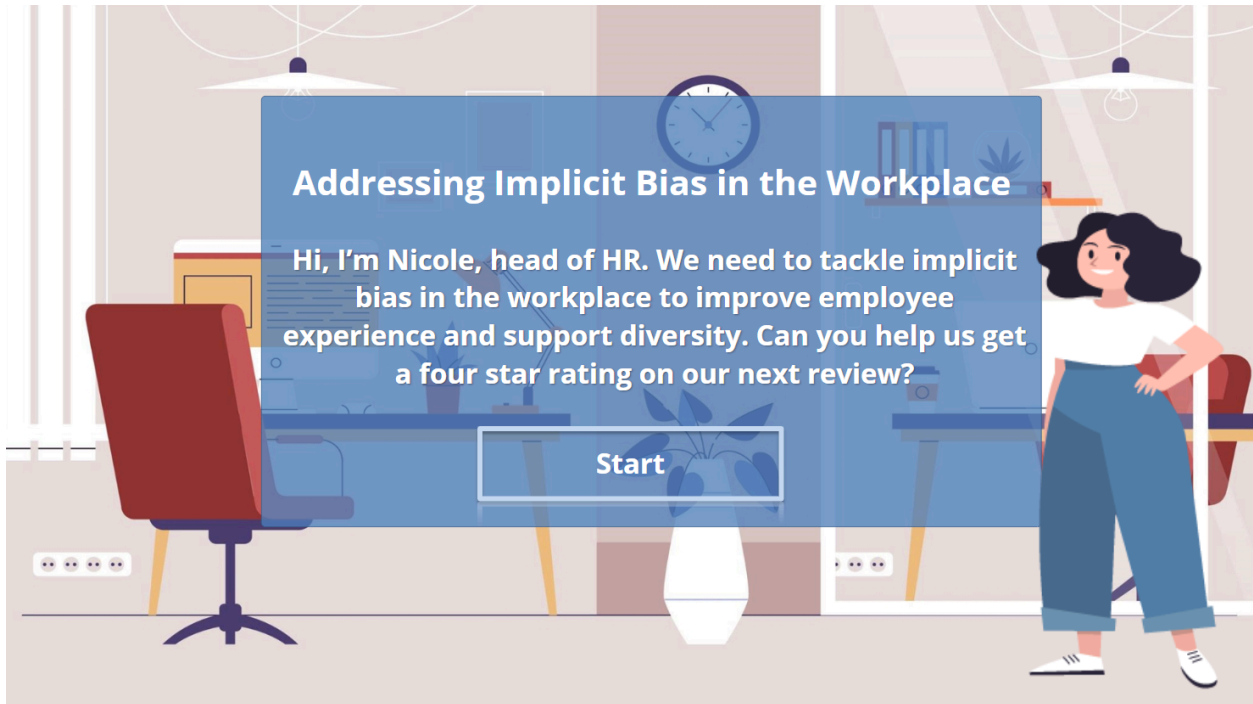 Addressing Implicit Bias in the Workplace
Hi, I’m Nicole, head of HR. We need to tackle implicit
bias in the workplace to improve employee
experience and support diversity. Can you help us get
a four star rating on our next review?
Start